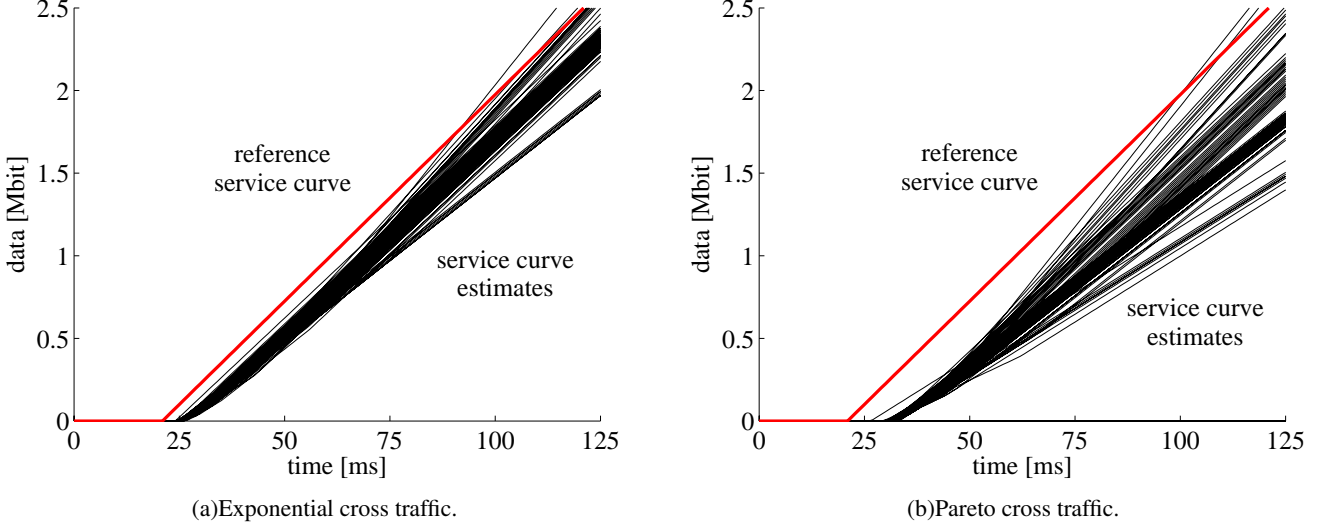 2.5
2
1.5
1
0.5
0
data [Mbit]
reference
service curve
service curve
estimates
0
25
50
75
100
125
time [ms]
(a)Exponential cross traffic.
2.5
2
1.5
1
0.5
0
data [Mbit]
reference
service curve
service curve
estimates
0
25
50
75
100
125
time [ms]
(b)Pareto cross traffic.